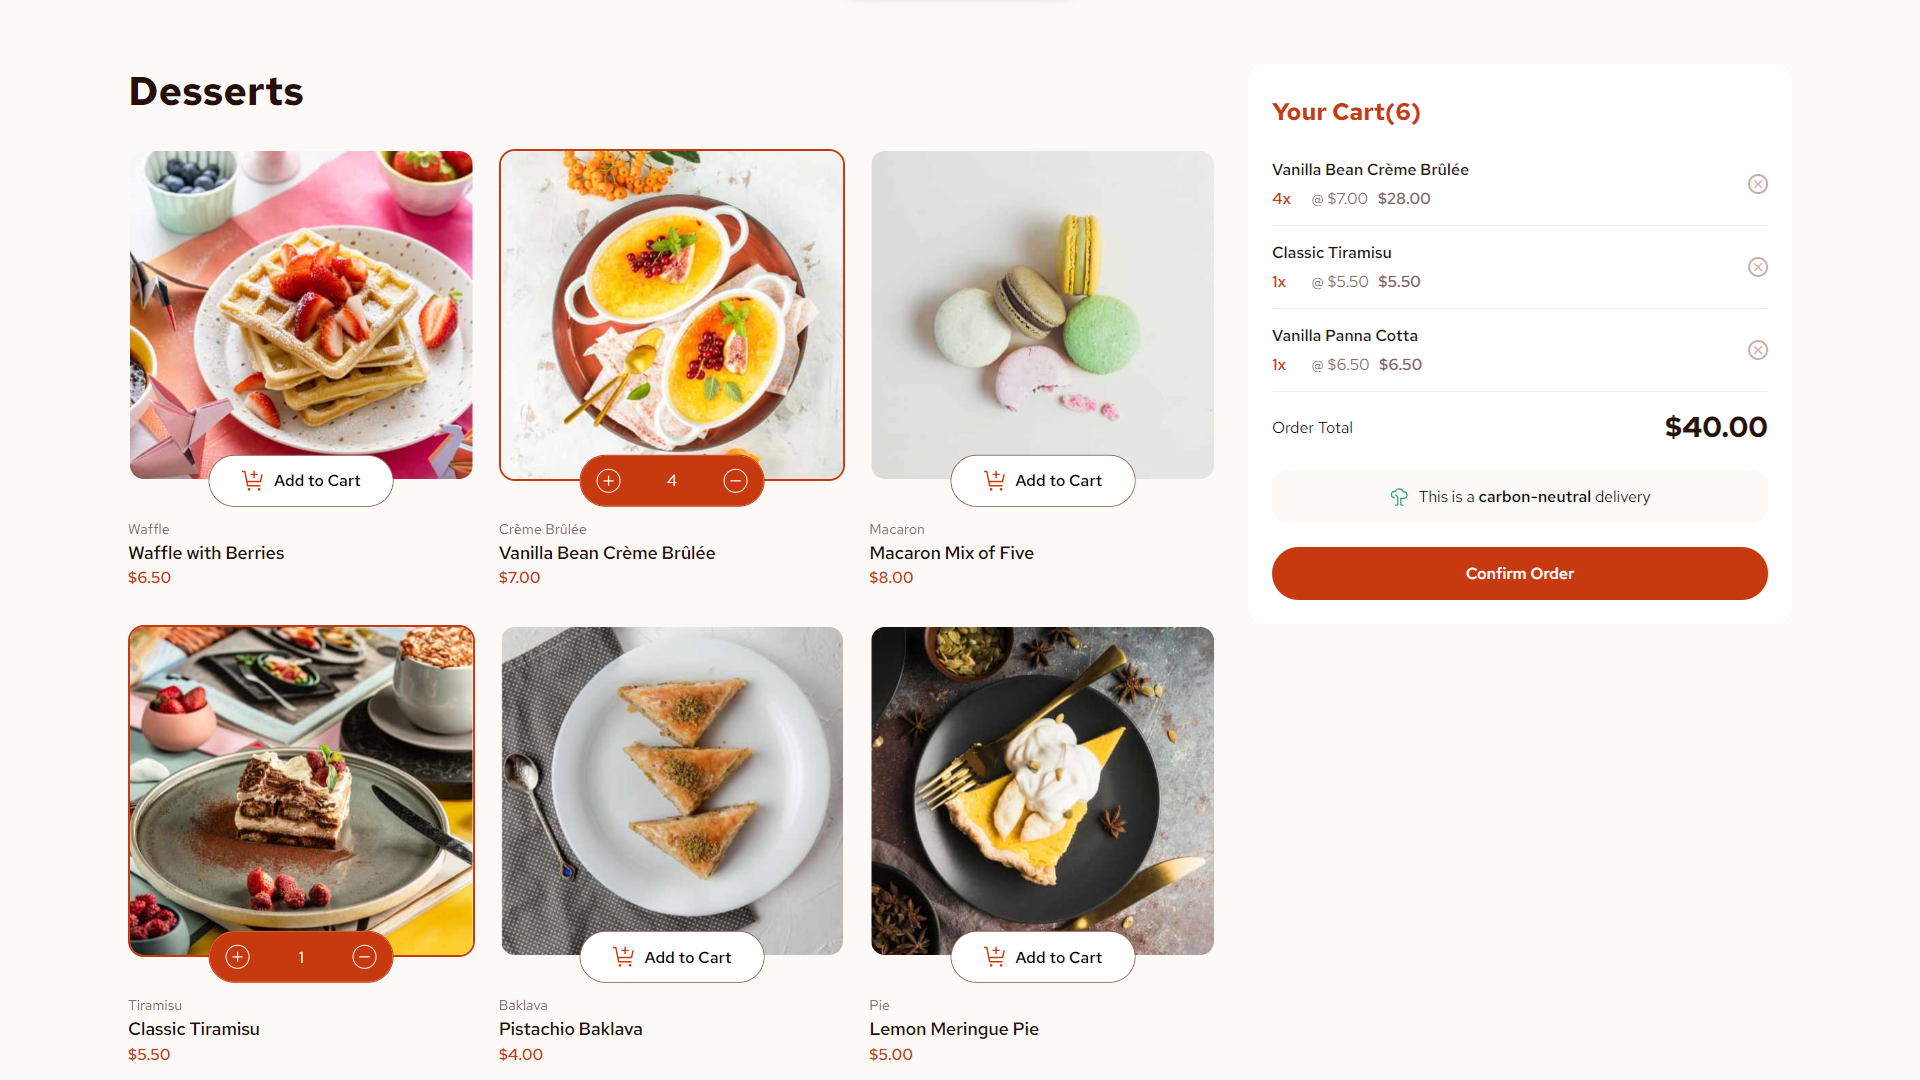 Desserts
Add to Cart
Waffle
Waffle with Berries
$6.50
4
Crème Brûlée
Vanilla Bean Crème Brûlée
$7.00
Add to Cart
Macaron
Macaron Mix of Five
$8.00
1
Tiramisu
Classic Tiramisu
$5.50
Add to Cart
Baklava
Pistachio Baklava
$4.00
Add to Cart
Pie
Lemon Meringue Pie
$5.00
Your Cart(6)
Vanilla Bean Crème Brûlée
4x @ $7.00 $28.00
Classic Tiramisu
1x @ $5.50 $5.50
Vanilla Panna Cotta
1x @ $6.50 $6.50
Order Total $40.00
This is a carbon-neutral delivery
Confirm Order